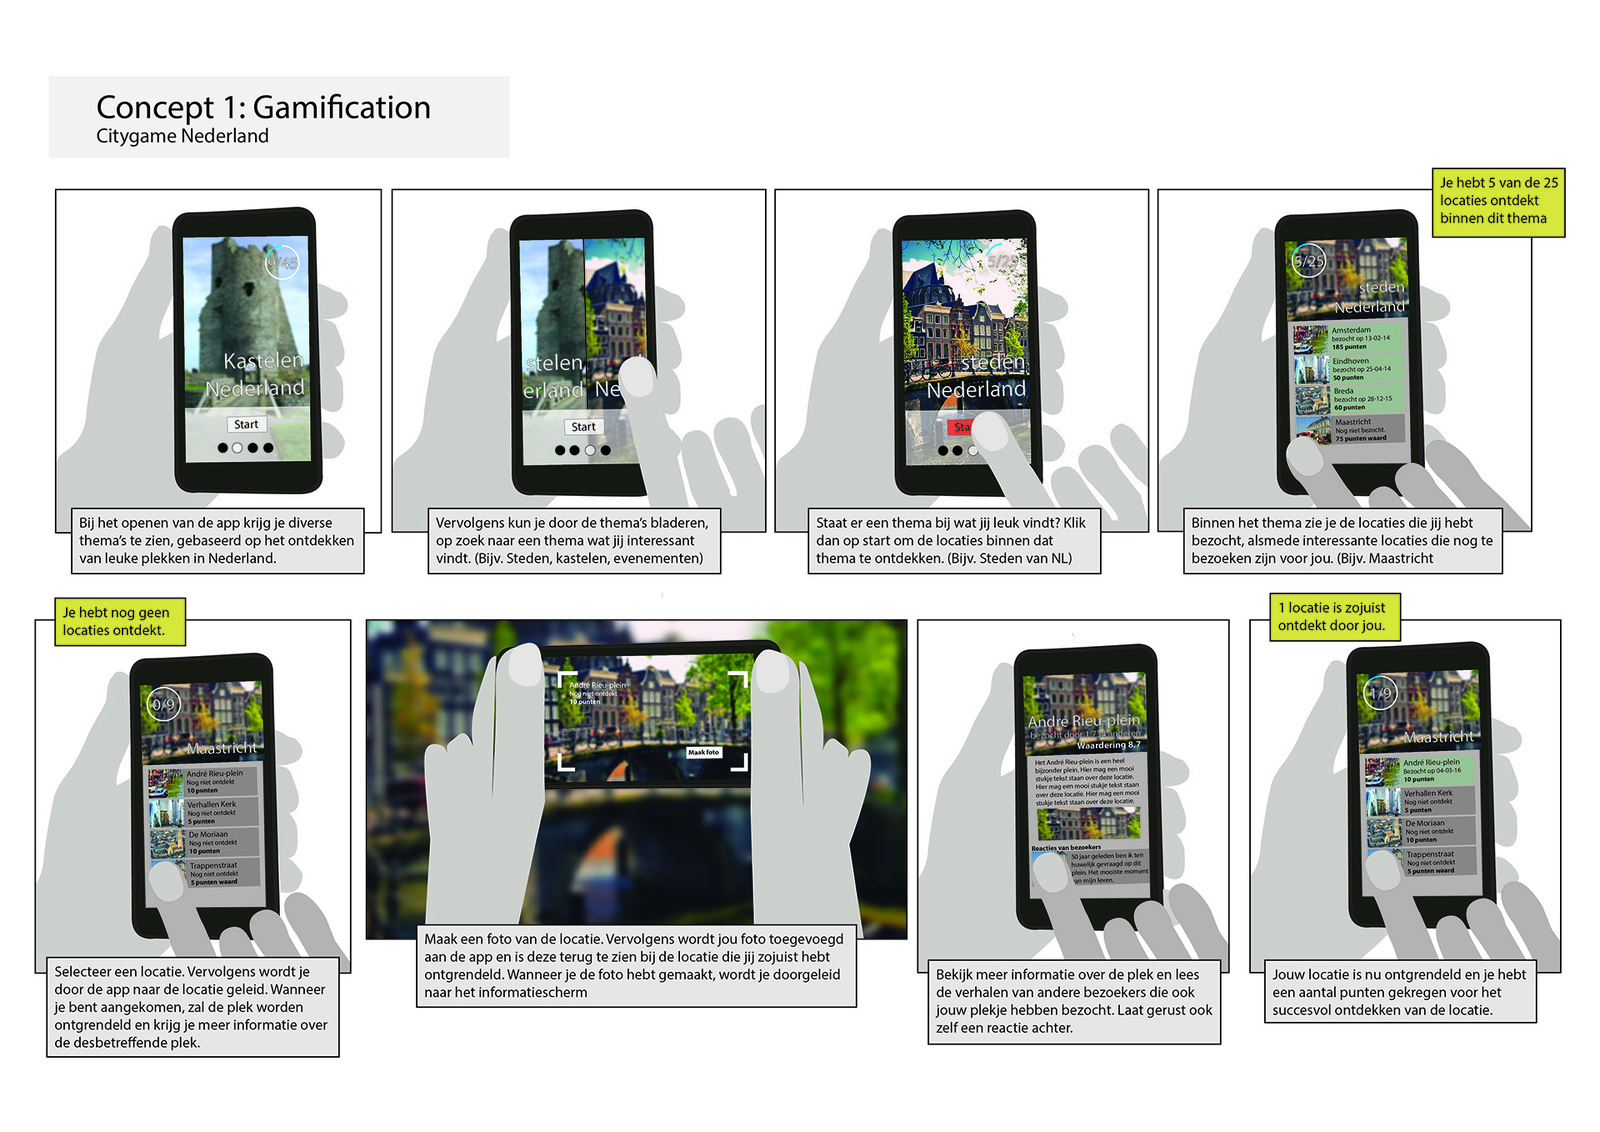 Concept 1: Gamification
Citygame Nederland
9/45
Kastelen
Nederland
Start
Bij het openen van de app krijg je diverse
thema's te zien, gebaseerd op het ontdekken
van leuke plekken in Nederland.
stelen
erland Ne
Start
Vervolgens kun je door de thema's bladeren,
op zoek naar een thema wat jij interessant
vindt. (Bijv. Steden, kastelen, evenementen)
5/25
steden
Nederland
Sta
Staat er een thema bij wat jij leuk vindt? Klik
dan op start om de locaties binnen dat
thema te ontdekken. (Bijv. Steden van NL)
Je hebt 5 van de 25
locaties ontdekt
binnen dit thema
5/25
steden
Nederland
Amsterdam
bezocht op 13-02-14
185 punten
Eindhoven
bezocht op 25-04-14
50 punten
Breda
bezocht op 28-12-15
60 punten
Maastricht
Nog niet bezocht.
75 punten waard
Binnen het thema zie je de locaties die jij hebt
bezocht, alsmede interessante locaties die nog te
bezoeken zijn voor jou. (Bijv. Maastricht
Je hebt nog geen
locaties ontdekt.
0/9
Maastricht
André Rieu-plein
Nog niet ontdekt
10 punten
Verhallen Kerk
Nog niet ontdekt
5 punten
De Moriaan
Nog niet ontdekt
10 punten
Trappenstraat
Nog niet ontdekt
5 punten waard
Selecteer een locatie. Vervolgens wordt je
door de app naar de locatie geleid. Wanneer
je bent aangekomen, zal de plek worden
ontgrendeld en krijg je meer informatie over
de desbetreffende plek.
André Rieu-plein
Nog niet ontdekt
10 punten
Maak foto
Maak een foto van de locatie. Vervolgens wordt jou foto toegevoegd
aan de app en is deze terug te zien bij de locatie die jij zojuist hebt
ontgrendeld. Wanneer je de foto hebt gemaakt, wordt je doorgeleid
naar het informatiescherm
André Rieu-plein
bezocht door anderen
Waardering 8,7
Het André Rieu-plein is een heel
bijzonder plein. Hier mag een mooi
stukje tekst staan over deze locatie.
Hier mag een mooi stukje tekst staan
over deze locatie. Hier mag een mooi
stukje tekst staan over deze locatie.
Reacties van bezoekers
50 jaar geleden ben ik ten
huwelijk gevraagd op dit
plein. Het mooiste moment
van mijn leven.
Bekijk meer informatie over de plek en lees
de verhalen van andere bezoekers die ook
jouw plekje hebben bezocht. Laat gerust ook
zelf een reactie achter.
1 locatie is zojuist
ontdekt door jou.
1/9
Maastricht
André Rieu-plein
Bezocht op 04-03-16
10 punten
Verhallen Kerk
Nog niet ontdekt
5 punten
De Moriaan
Nog niet ontdekt
10 punten
Trappenstraat
Nog niet ontdekt
5 punten waard
Jouw locatie is nu ontgrendeld en je hebt
een aantal punten gekregen voor het
succesvol ontdekken van de locatie.